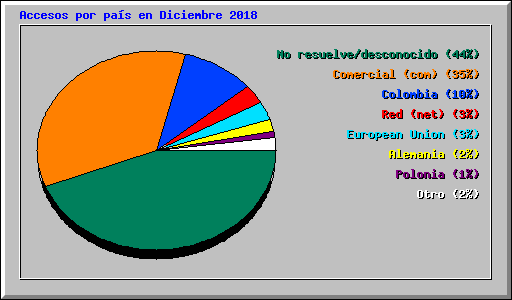 Accesos por país en Diciembre 2018
No resuelve/desconocido (44%)
Comercial (com) (35%)
Colombia (10%)
Red (net) (3%)
European Union (3%)
Alemania (2%)
Polonia (1%)
Otro (2%)